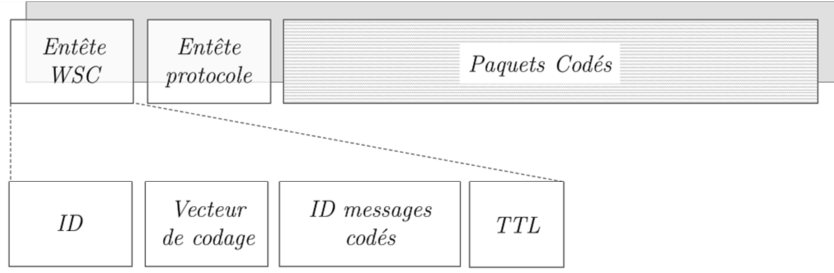 Entête
WSC
Entête
protocole
Paquets Codés
ID
Vecteur
de codage
ID messages
codés
TTL